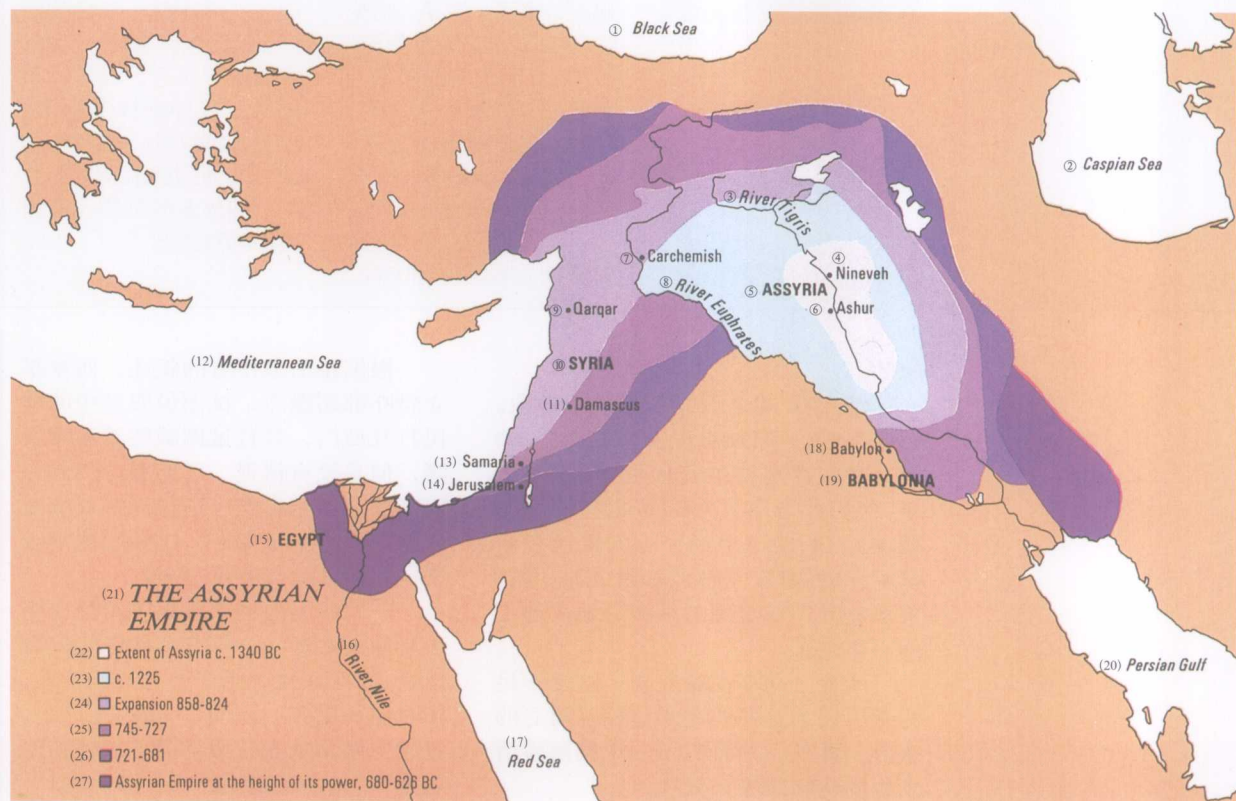 ① Black Sea
② Caspian Sea
③ River Tigris
④
Nineveh
⑦ Carchemish
⑧ River Euphrates
⑤ ASSYRIA
⑥ Ashur
⑨ Qarqar
(12) Mediterranean Sea
⑩ SYRIA
(11) Damascus
(18) Babylon
(13) Samaria
(19) BABYLONIA
(14) Jerusalem
(15) EGYPT
(21) THE ASSYRIAN
EMPIRE
(22) Extent of Assyria c. 1340 BC
(23) c. 1225
(24) Expansion 858-824
(25) 745-727
(26) 721-681
(27) Assyrian Empire at the height of its power, 680-626 BC
(16)
River Nile
(17)
Red Sea
(20) Persian Gulf